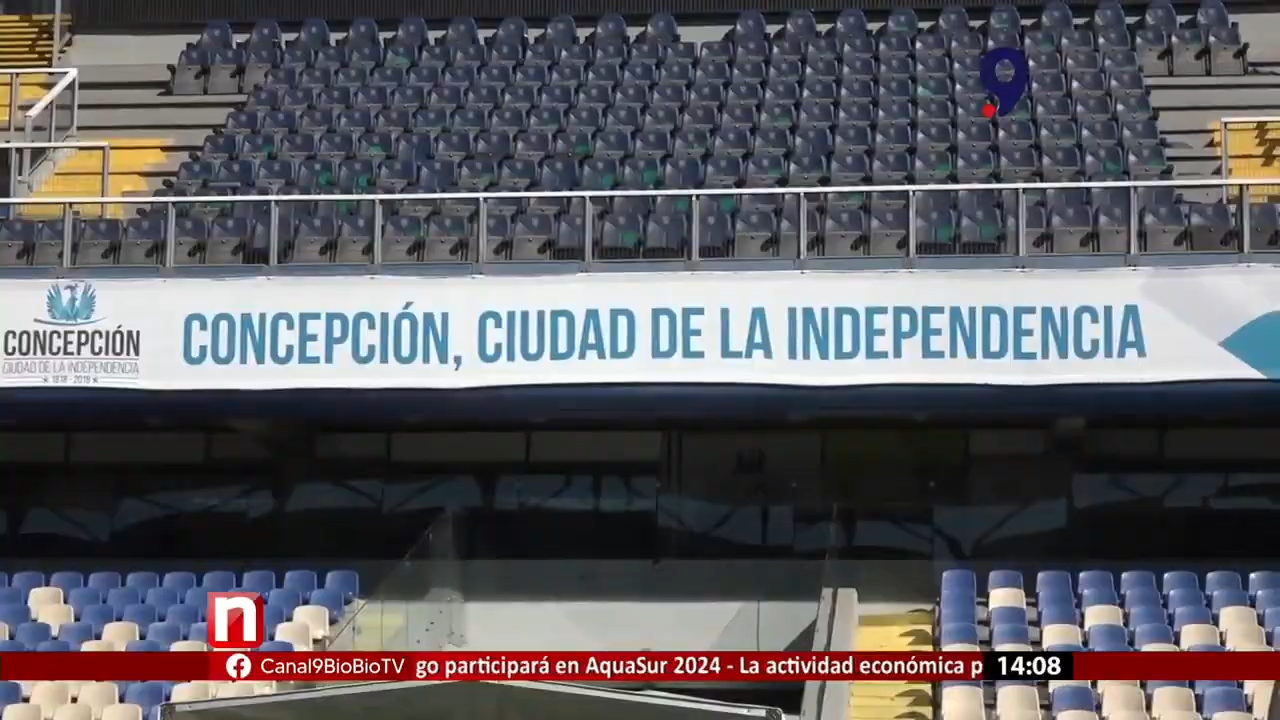 9
CONCEPCIÓN
CIUDAD DE LA INDEPENDENCIA
★ 1818 - 2018 ★
CONCEPCIÓN, CIUDAD DE LA INDEPENDENCIA
n
Canal9BioBioTV go participará en AquaSur 2024 - La actividad económica p 14:08